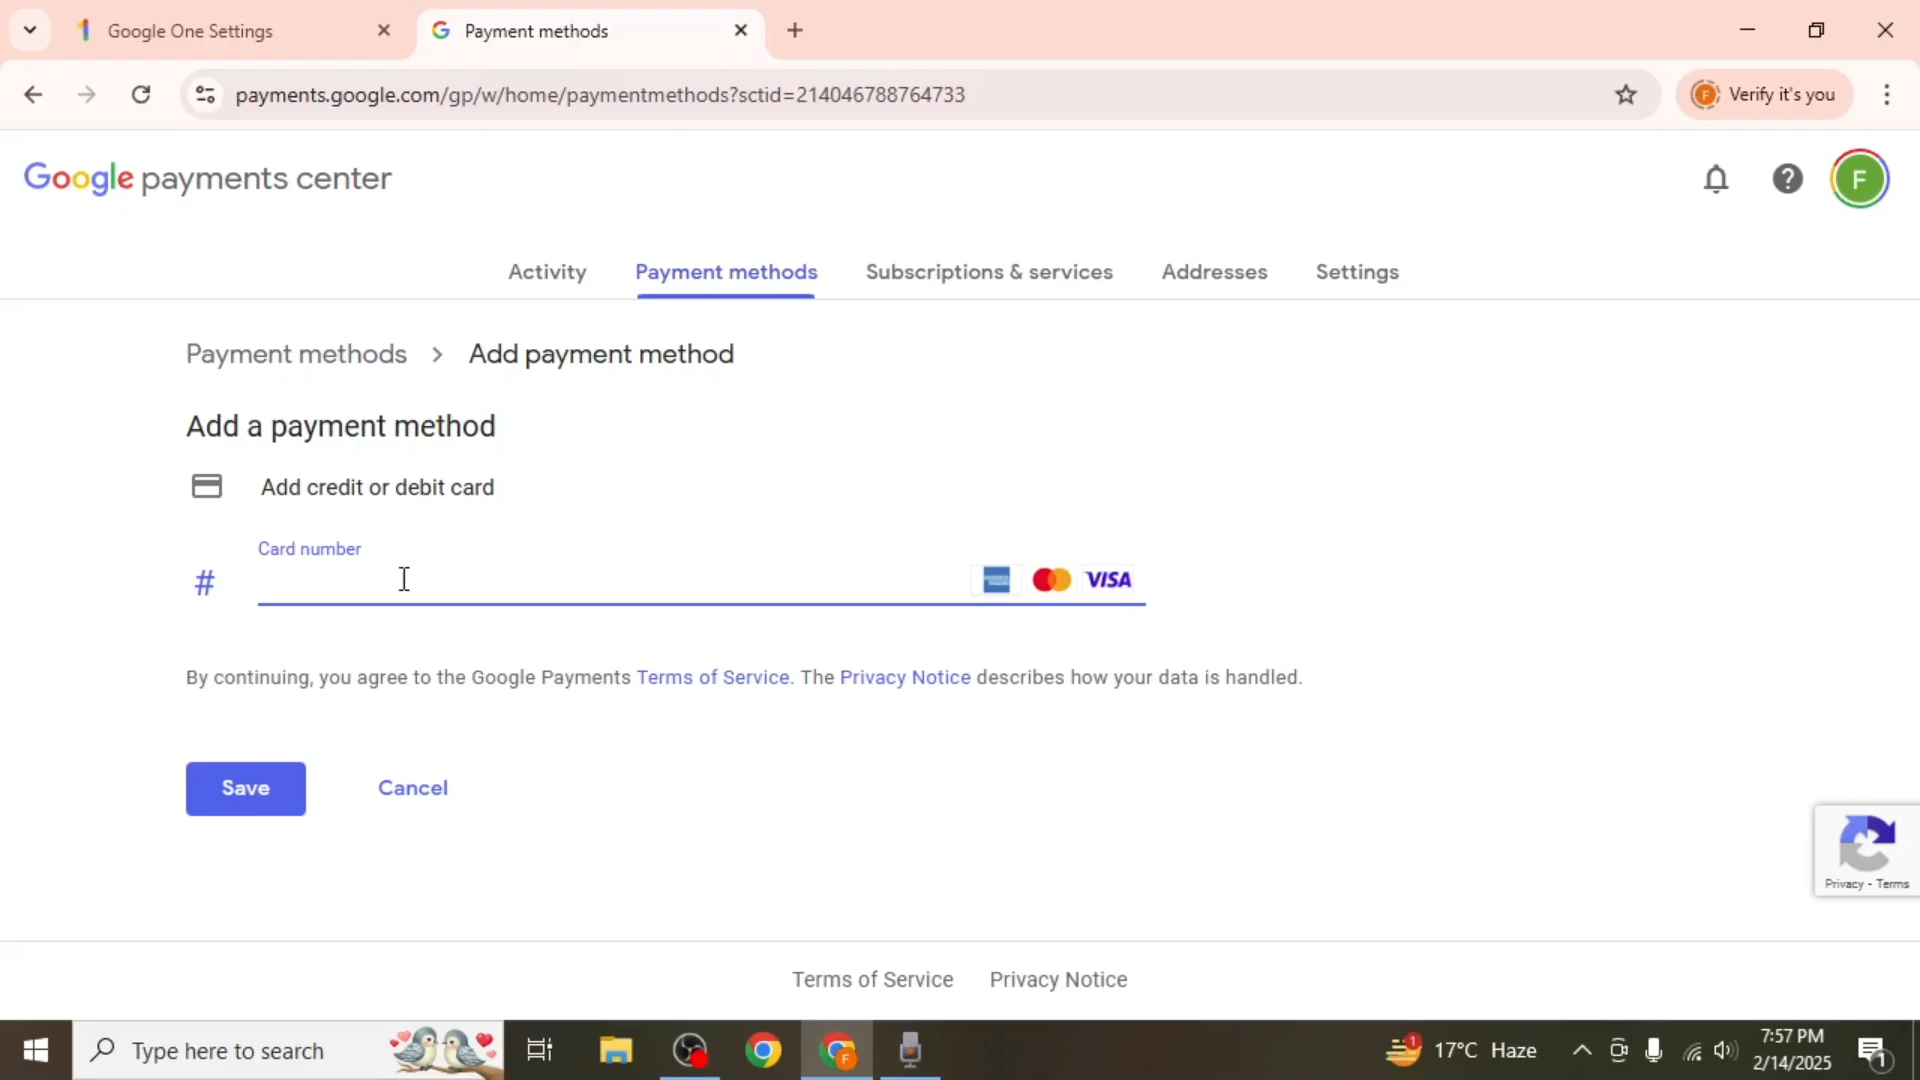 Google One Settings
Payment methods
payments.google.com/gp/w/home/paymentmethods?sctid=214046788764733
F
Verify it's you
Google payments center
F
Activity
Payment methods
Subscriptions & services
Addresses
Settings
Payment methods > Add payment method
Add a payment method
Add credit or debit card
Card number
#
VISA
By continuing, you agree to the Google Payments Terms of Service. The Privacy Notice describes how your data is handled.
Save
Cancel
Privacy - Terms
Terms of Service
Privacy Notice
Type here to search
F
1
17°C Haze
7:57 PM
2/14/2025
1